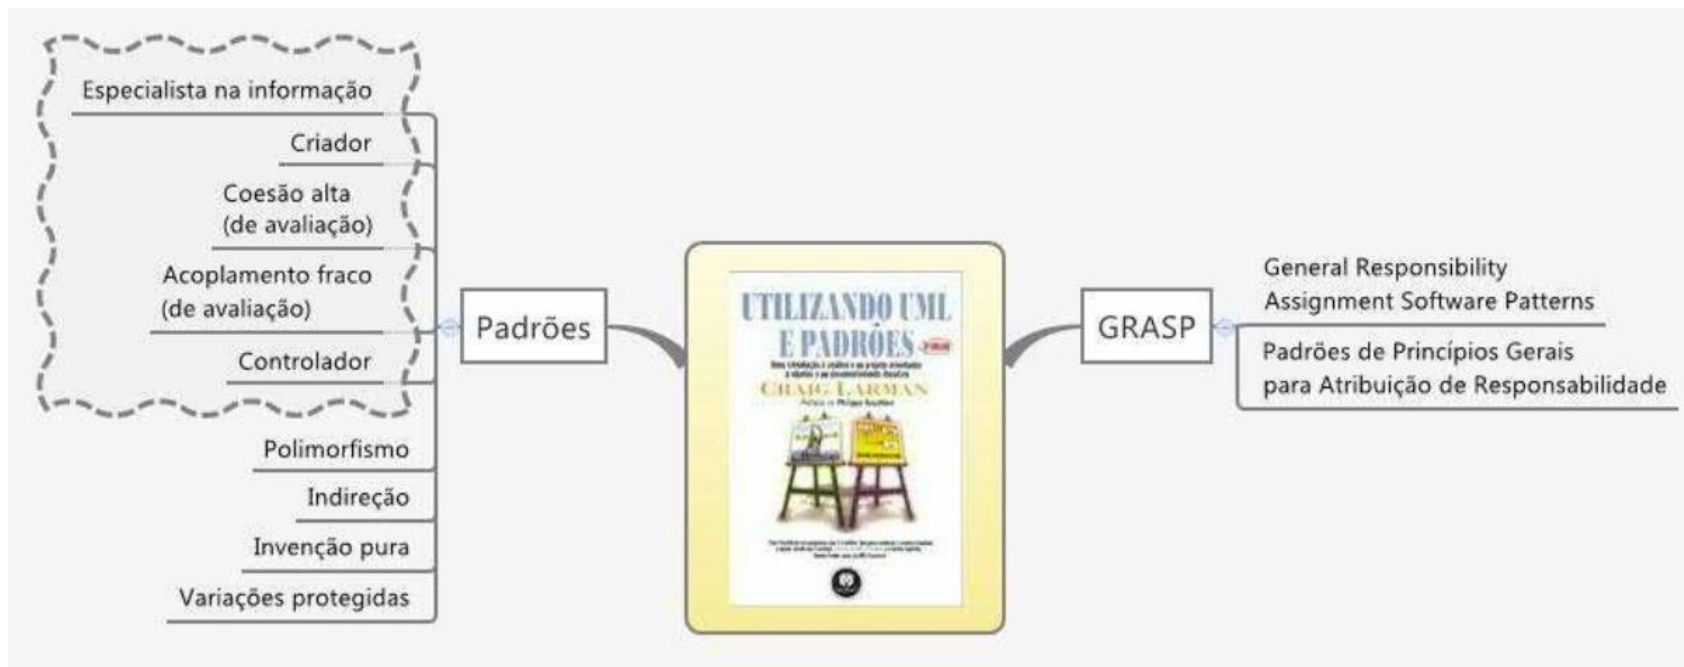 Especialista na informação
Criador
Coesão alta
(de avaliação)
Acoplamento fraco
(de avaliação)
Controlador
Polimorfismo
Indireção
Invenção pura
Variações protegidas
Padrões
UTILIZANDO UML
E PADRÕES
CRAIG LARMAN
GRASP
General Responsibility
Assignment Software Patterns
Padrões de Princípios Gerais
para Atribuição de Responsabilidade